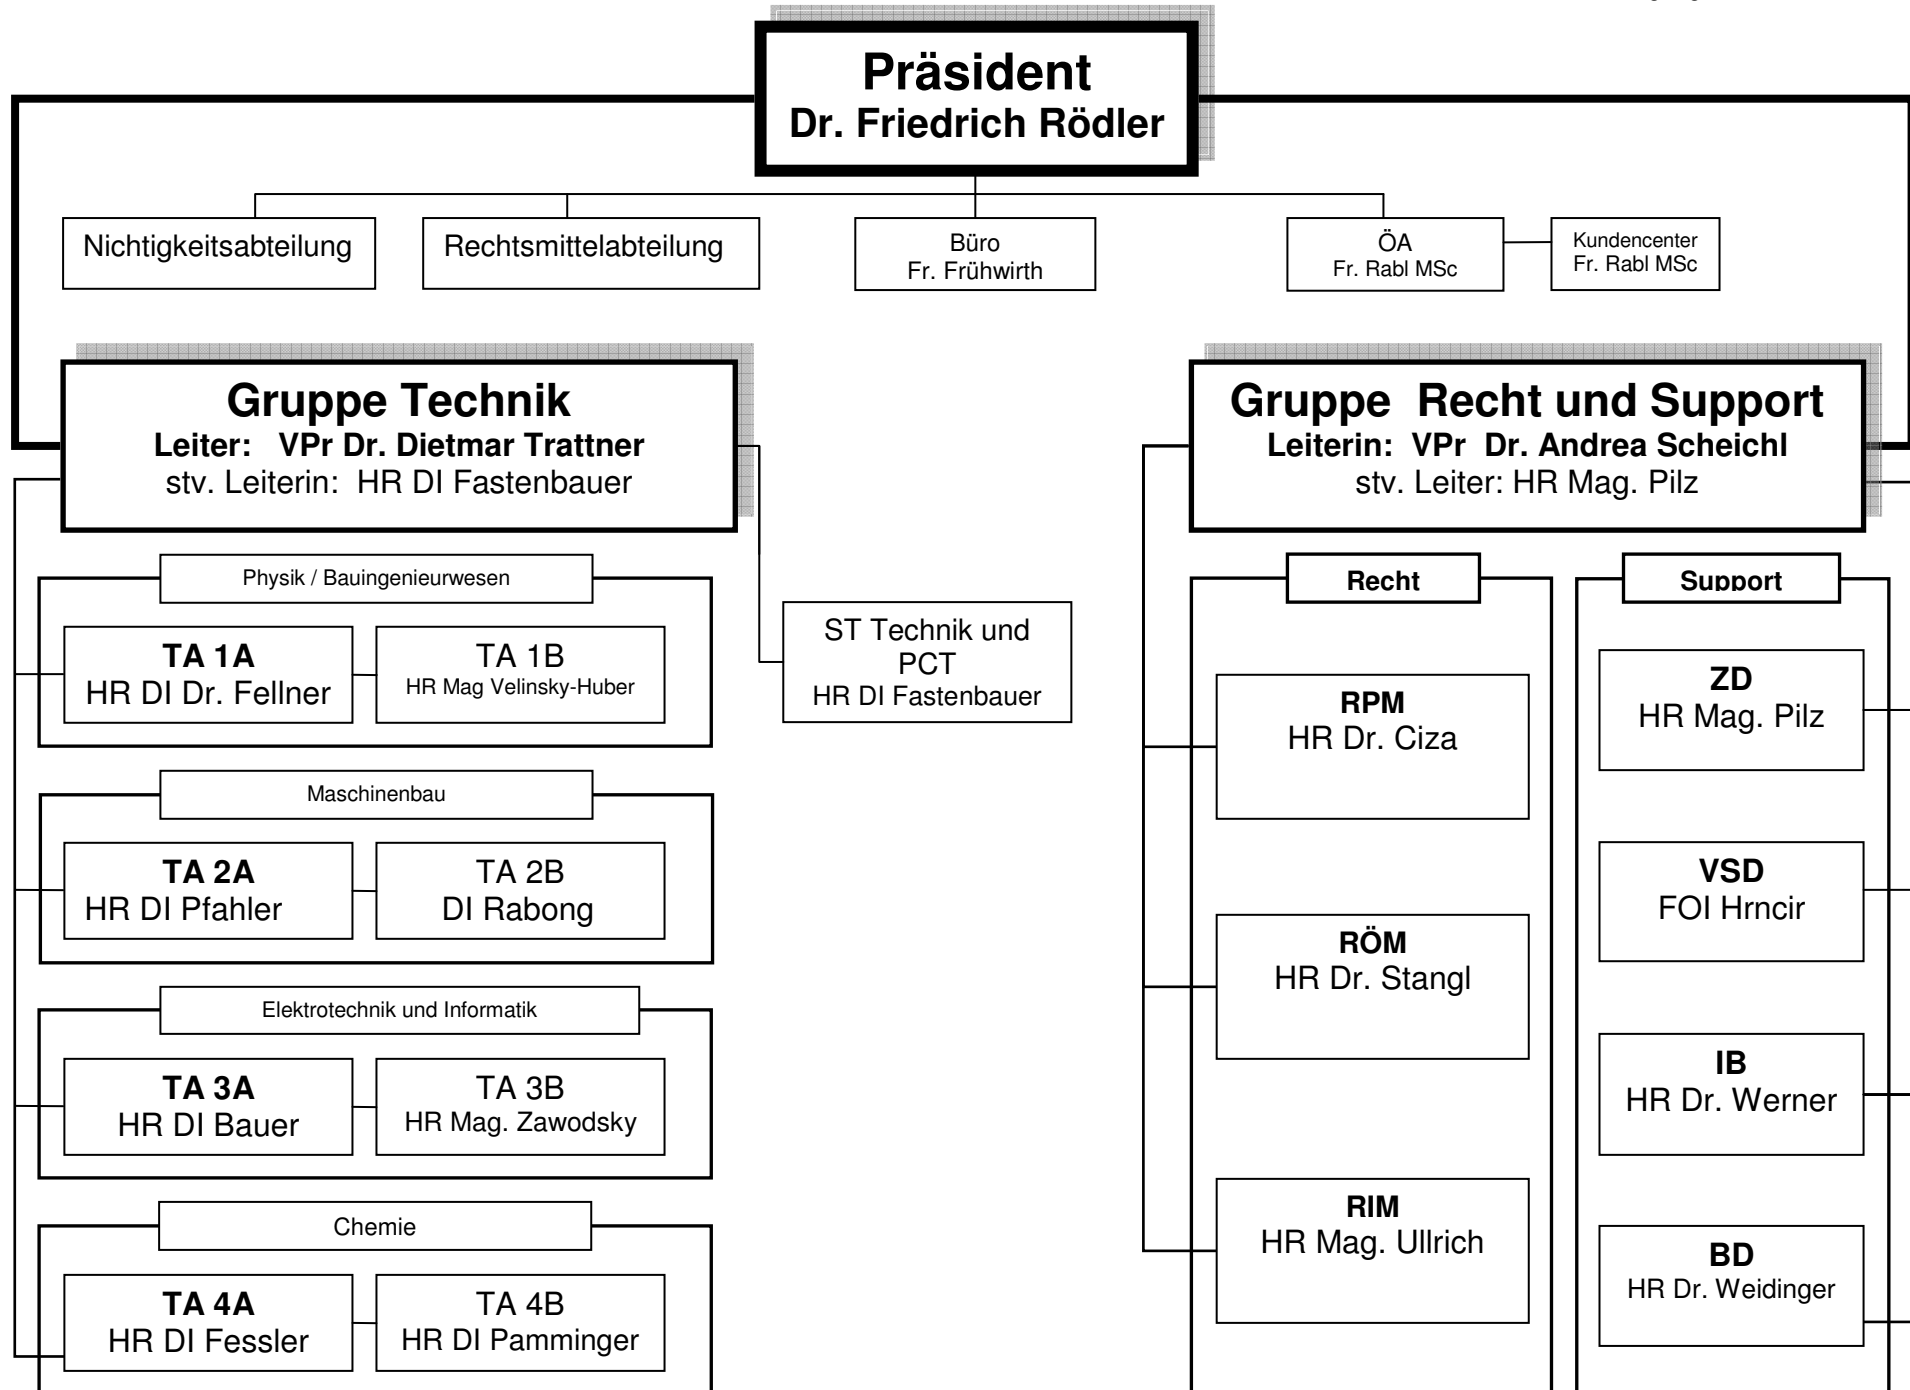 Präsident
Dr. Friedrich Rödler
Nichtigkeitsabteilung
Rechtsmittelabteilung
Büro
Fr. Frühwirth
ÖA
Fr. Rabl MSc
Kundencenter
Fr. Rabl MSc
Gruppe Technik
Leiter: VPr Dr. Dietmar Trattner
stv. Leiterin: HR DI Fastenbauer
Gruppe Recht und Support
Leiterin: VPr Dr. Andrea Scheichl
stv. Leiter: HR Mag. Pilz
Physik / Bauingenieurwesen
TA 1A
HR DI Dr. Fellner
TA 1B
HR Mag Velinsky-Huber
ST Technik und
PCT
HR DI Fastenbauer
Maschinenbau
TA 2A
HR DI Pfahler
TA 2B
DI Rabong
Elektrotechnik und Informatik
TA 3A
HR DI Bauer
TA 3B
HR Mag. Zawodsky
Chemie
TA 4A
HR DI Fessler
TA 4B
HR DI Pamminger
Recht
RPM
HR Dr. Ciza
RÖM
HR Dr. Stangl
RIM
HR Mag. Ullrich
Support
ZD
HR Mag. Pilz
VSD
FOI Hrncir
IB
HR Dr. Werner
BD
HR Dr. Weidinger